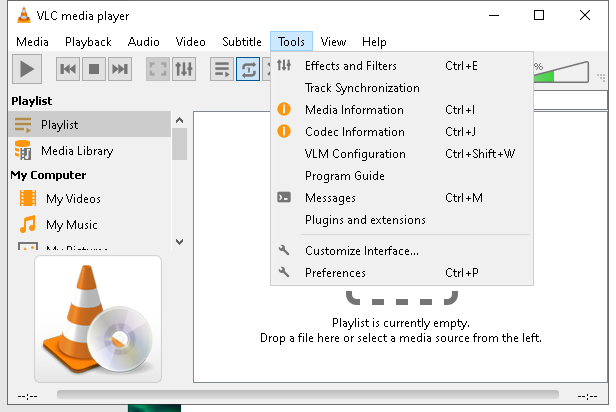 VLC media player
Media Playback Audio Video Subtitle Tools View Help
%
Playlist
Playlist
Media Library
My Computer
My Videos
My Music
My Pictures
Effects and Filters Ctrl+E
Track Synchronization
Media Information Ctrl+I
Codec Information Ctrl+J
VLM Configuration Ctrl+Shift+W
Program Guide
Messages Ctrl+M
Plugins and extensions
Customize Interface...
Preferences Ctrl+P
Playlist is currently empty.
Drop a file here or select a media source from the left.
--:-- --:--